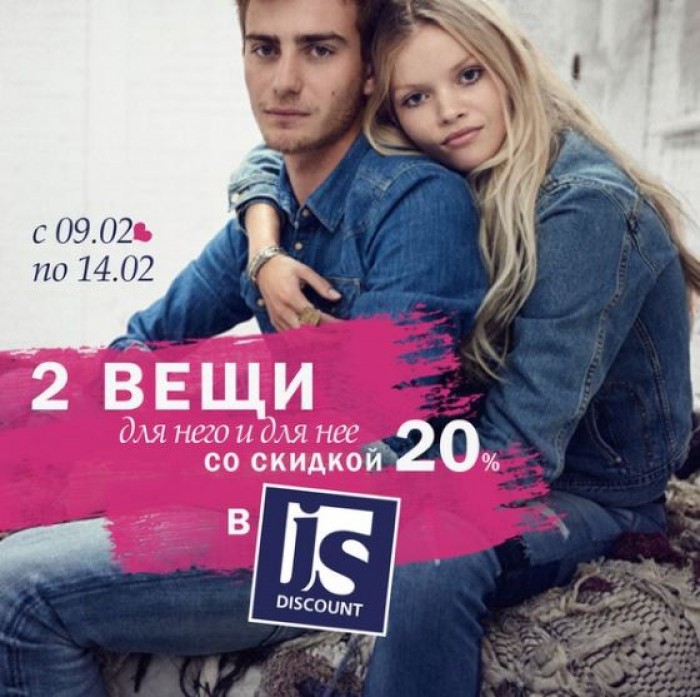 с 09.02
по 14.02
2 ВЕЩИ
для него и для нее
со скидкой 20%
в js
DISCOUNT